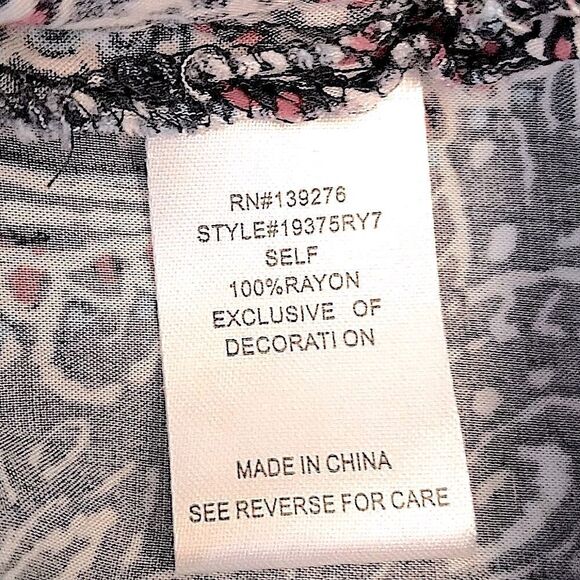 RN#139276
STYLE#19375RY7
SELF
100%RAYON
EXCLUSIVE OF
DECORATI ON
MADE IN CHINA
SEE REVERSE FOR CARE